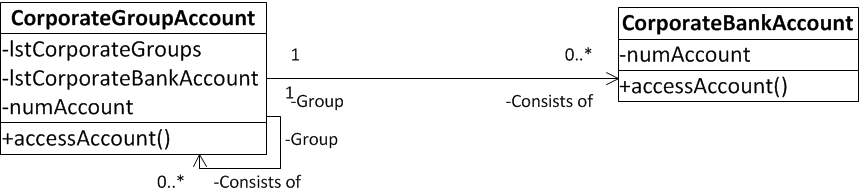 CorporateGroupAccount
-lstCorporateGroups
-lstCorporateBankAccount
-numAccount
+accessAccount()
1
0..*
-Group
-Consists of
1
-Group
0..*
-Consists of
CorporateBankAccount
-numAccount
+accessAccount()